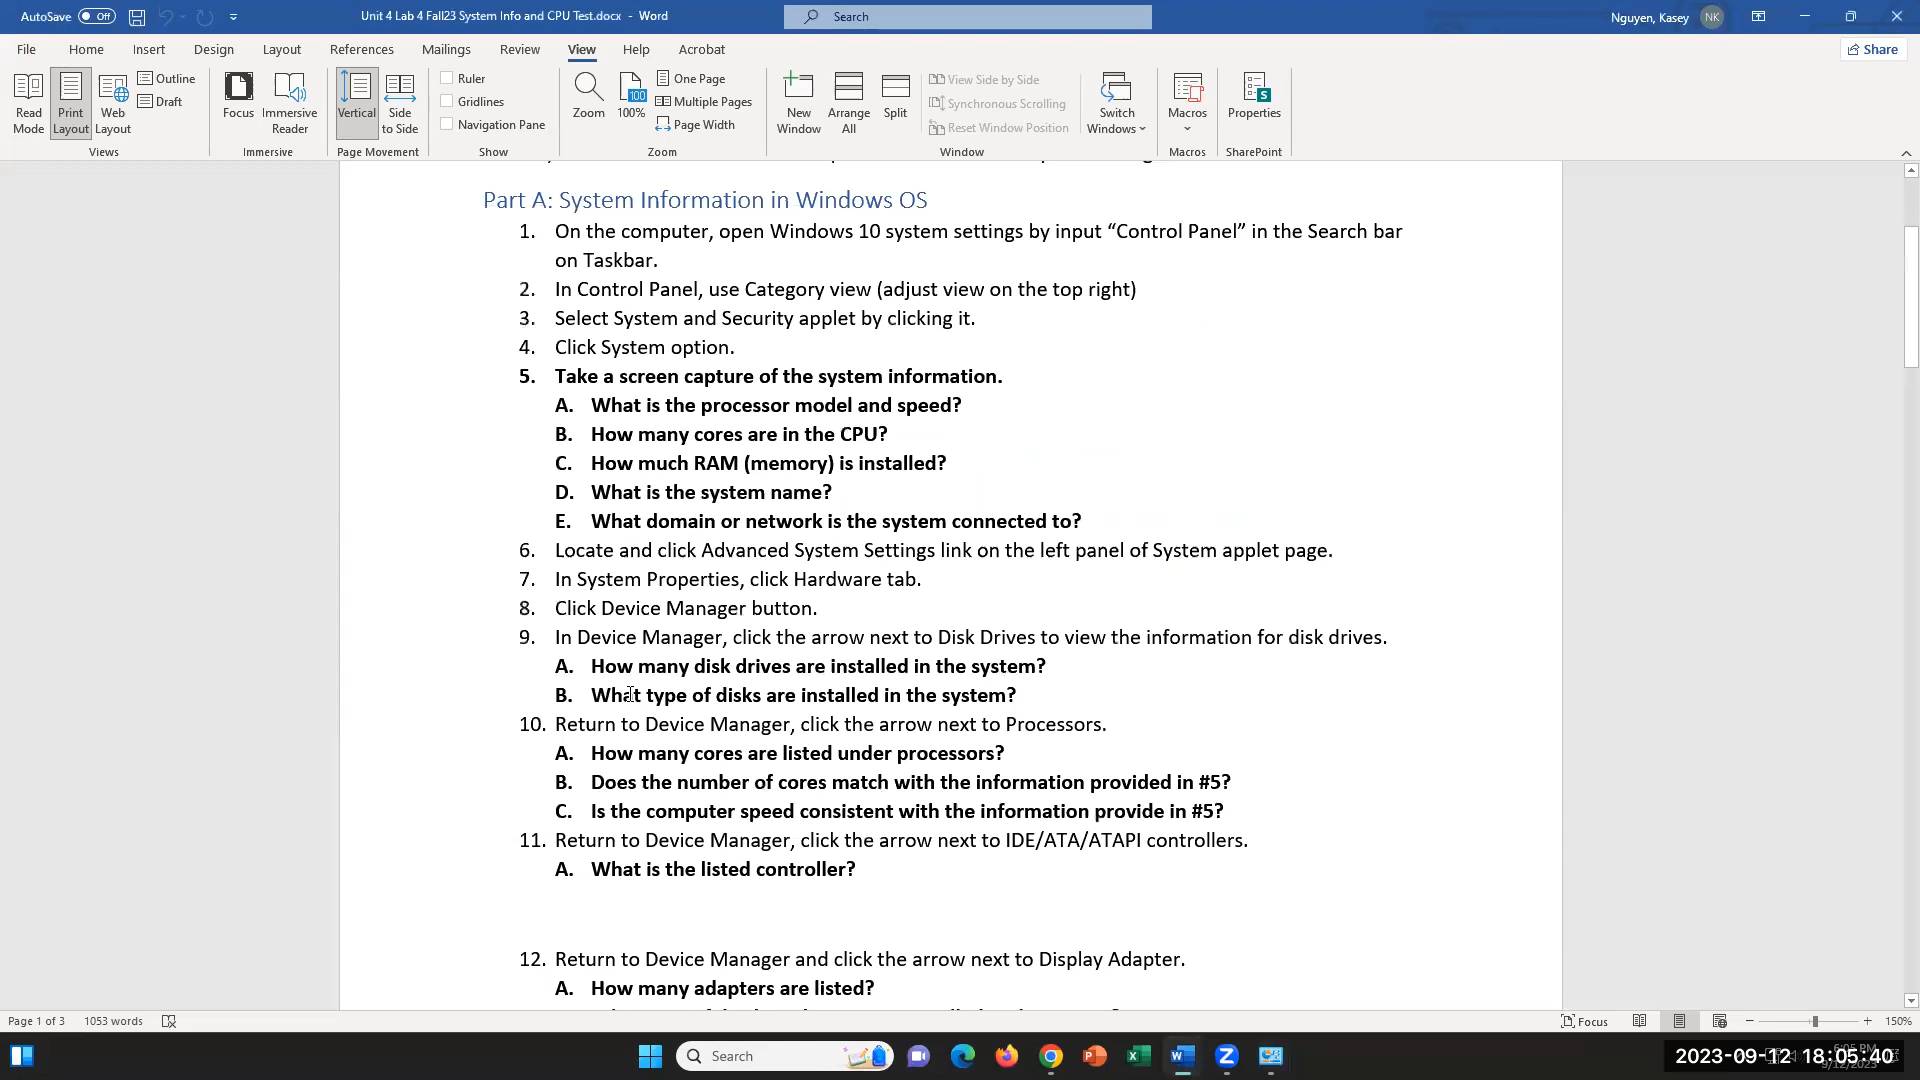 AutoSave Off Unit 4 Lab 4 Fall23 System Info and CPU Test.docx - Word Search Nguyen, Kasey NK
File Home Insert Design Layout References Mailings Review View Help Acrobat Share
Read Mode Print Layout Web Layout Outline Draft Focus Immersive Reader Vertical Side to Side Ruler Gridlines Navigation Pane Zoom 100 100% One Page Multiple Pages Page Width New Window Arrange All Split View Side by Side Synchronous Scrolling Reset Window Position Switch Windows Macros Properties
Views Immersive Page Movement Show Zoom Window Macros SharePoint
Part A: System Information in Windows OS
1. On the computer, open Windows 10 system settings by input “Control Panel” in the Search bar
on Taskbar.
2. In Control Panel, use Category view (adjust view on the top right)
3. Select System and Security applet by clicking it.
4. Click System option.
5. Take a screen capture of the system information.
A. What is the processor model and speed?
B. How many cores are in the CPU?
C. How much RAM (memory) is installed?
D. What is the system name?
E. What domain or network is the system connected to?
6. Locate and click Advanced System Settings link on the left panel of System applet page.
7. In System Properties, click Hardware tab.
8. Click Device Manager button.
9. In Device Manager, click the arrow next to Disk Drives to view the information for disk drives.
A. How many disk drives are installed in the system?
B. What type of disks are installed in the system?
10. Return to Device Manager, click the arrow next to Processors.
A. How many cores are listed under processors?
B. Does the number of cores match with the information provided in #5?
C. Is the computer speed consistent with the information provide in #5?
11. Return to Device Manager, click the arrow next to IDE/ATA/ATAPI controllers.
A. What is the listed controller?
12. Return to Device Manager and click the arrow next to Display Adapter.
A. How many adapters are listed?
Page 1 of 3 1053 words Focus 150%
Search 2023-09-12 18:05:40